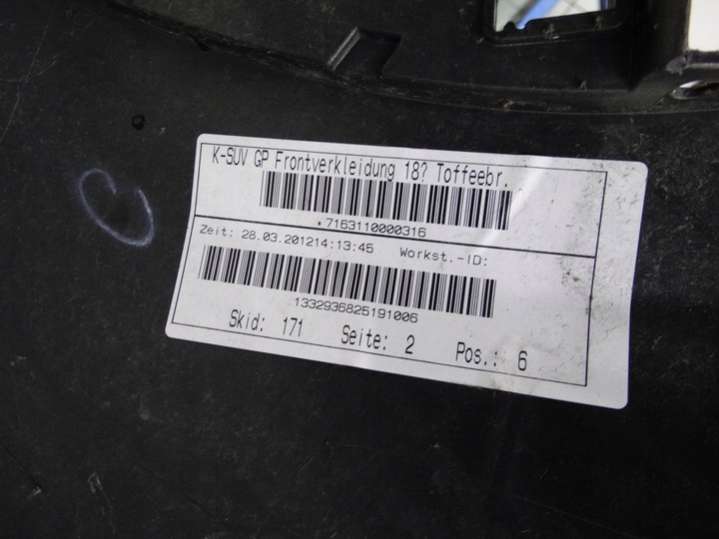 K-SUV GP Frontverkleidung 18? Toffeebr.
*7163110000316
Zeit: 28.03.201214:13:45 Workst.-ID:
1332936825191006
Skid: 171 Seite: 2 Pos.: 6